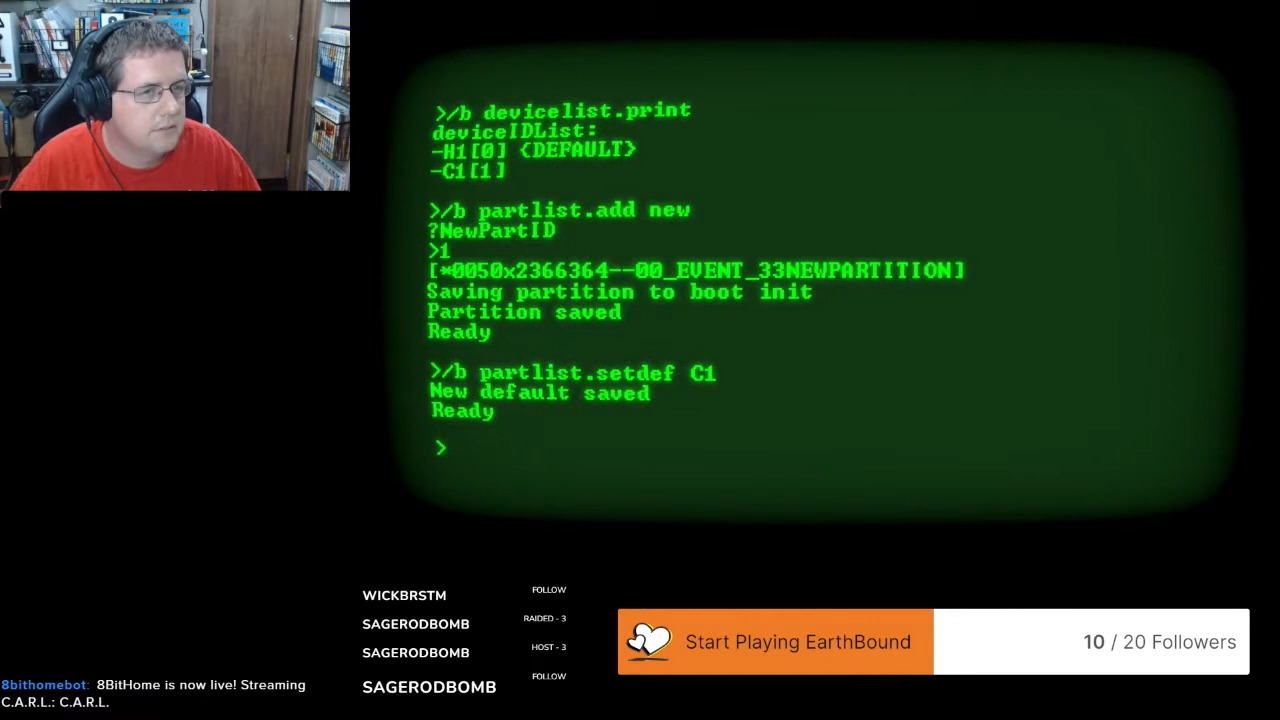 >/b devicelist.print
deviceIDList:
-H1[0] {DEFAULT}
-C1[1]
>/b partlist.add new
?NewPartID
>1
[*0050x2366364--00_EVENT_33NEWPARTITION]
Saving partition to boot init
Partition saved
Ready
>/b partlist.setdef C1
New default saved
Ready
>
WICKBRSTM FOLLOW
SAGERODBOMB RAIDED - 3
SAGERODBOMB HOST - 3
SAGERODBOMB FOLLOW
Start Playing EarthBound 10 / 20 Followers
8bithomebot: 8BitHome is now live! Streaming
C.A.R.L.: C.A.R.L.